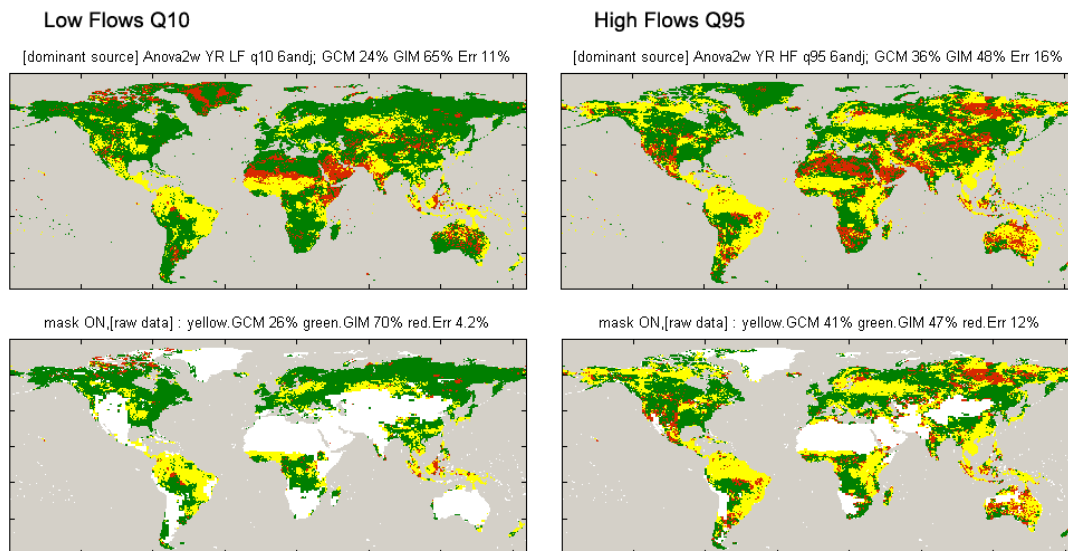 Low Flows Q10
High Flows Q95
[dominant source] Anova2w YR LF q10 6andj; GCM 24% GIM 65% Err 11%
[dominant source] Anova2w YR HF q95 6andj; GCM 36% GIM 48% Err 16%
mask ON,[raw data] : yellow.GCM 26% green.GIM 70% red.Err 4.2%
mask ON,[raw data] : yellow.GCM 41% green.GIM 47% red.Err 12%